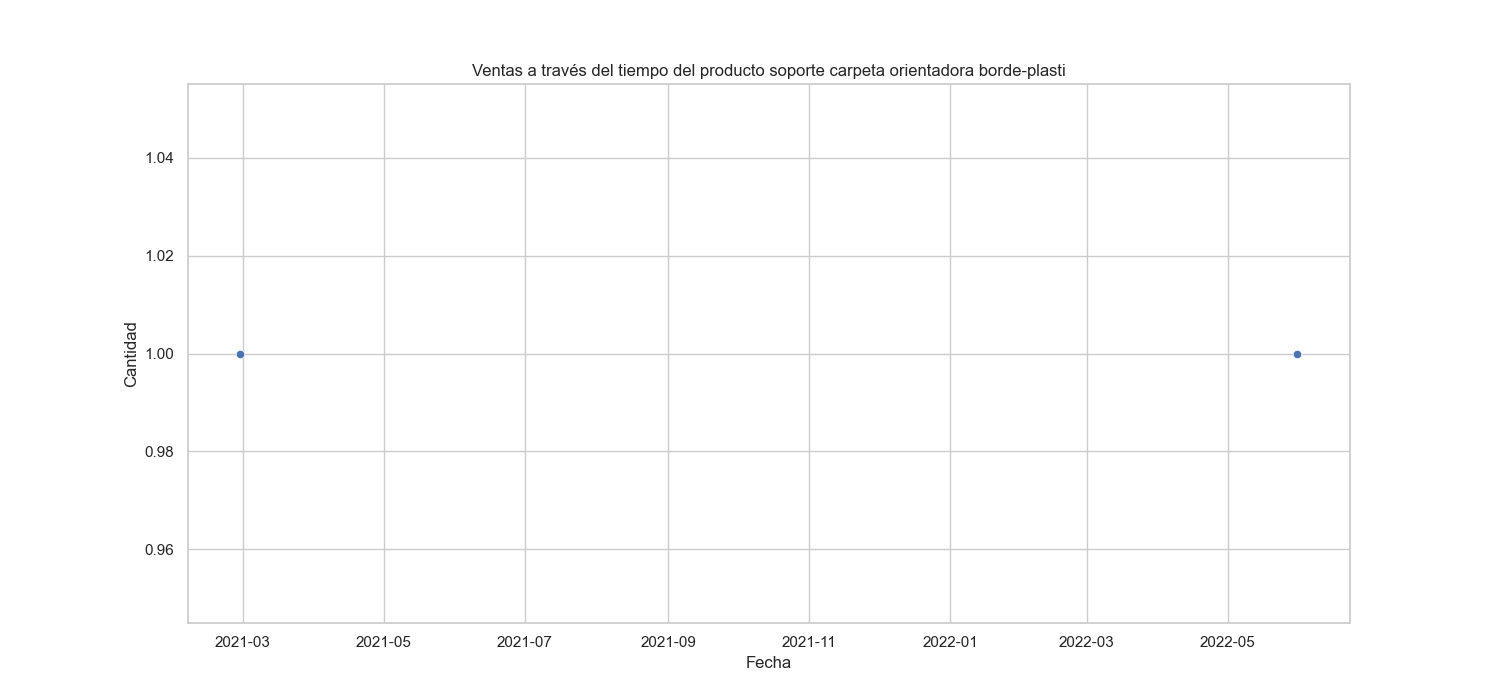 Ventas a través del tiempo del producto soporte carpeta orientadora borde-plasti
1.04
1.02
1.00
0.98
0.96
Cantidad
2021-03 2021-05 2021-07 2021-09 2021-11 2022-01 2022-03 2022-05
Fecha